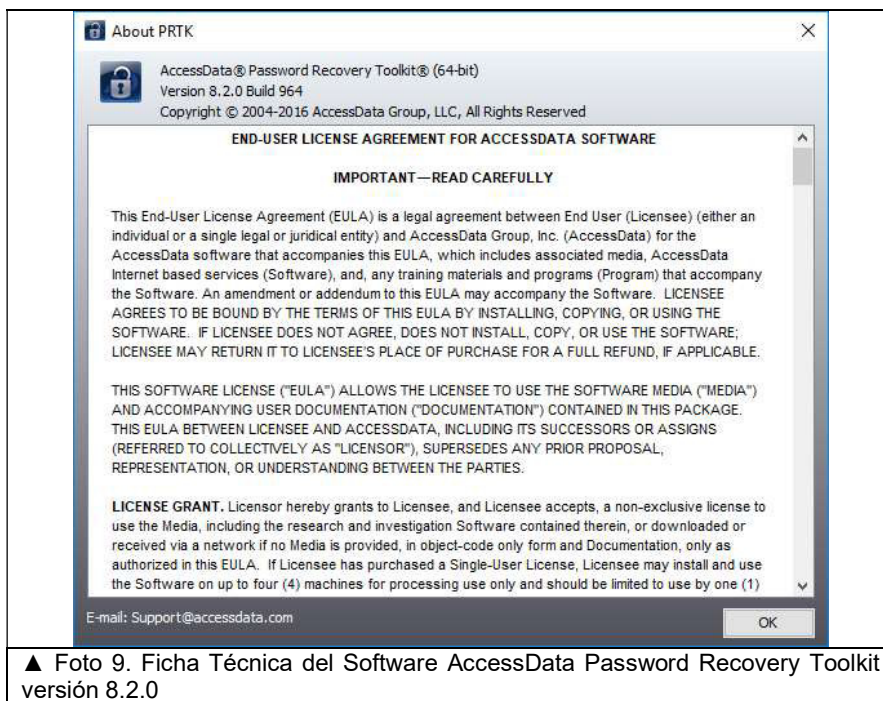 About PRTK
AccessData® Password Recovery Toolkit® (64-bit)
Version 8.2.0 Build 964
Copyright © 2004-2016 AccessData Group, LLC, All Rights Reserved
END-USER LICENSE AGREEMENT FOR ACCESSDATA SOFTWARE
IMPORTANT—READ CAREFULLY
This End-User License Agreement (EULA) is a legal agreement between End User (Licensee) (either an
individual or a single legal or juridical entity) and AccessData Group, Inc. (AccessData) for the
AccessData software that accompanies this EULA, which includes associated media, AccessData
Internet based services (Software), and, any training materials and programs (Program) that accompany
the Software. An amendment or addendum to this EULA may accompany the Software. LICENSEE
AGREES TO BE BOUND BY THE TERMS OF THIS EULA BY INSTALLING, COPYING, OR USING THE
SOFTWARE. IF LICENSEE DOES NOT AGREE, DOES NOT INSTALL, COPY, OR USE THE SOFTWARE;
LICENSEE MAY RETURN IT TO LICENSEE'S PLACE OF PURCHASE FOR A FULL REFUND, IF APPLICABLE.
THIS SOFTWARE LICENSE ("EULA") ALLOWS THE LICENSEE TO USE THE SOFTWARE MEDIA ("MEDIA")
AND ACCOMPANYING USER DOCUMENTATION ("DOCUMENTATION") CONTAINED IN THIS PACKAGE.
THIS EULA BETWEEN LICENSEE AND ACCESSDATA, INCLUDING ITS SUCCESSORS OR ASSIGNS
(REFERRED TO COLLECTIVELY AS "LICENSOR"), SUPERSEDES ANY PRIOR PROPOSAL,
REPRESENTATION, OR UNDERSTANDING BETWEEN THE PARTIES.
LICENSE GRANT. Licensor hereby grants to Licensee, and Licensee accepts, a non-exclusive license to
use the Media, including the research and investigation Software contained therein, or downloaded or
received via a network if no Media is provided, in object-code only form and Documentation, only as
authorized in this EULA. If Licensee has purchased a Single-User License, Licensee may install and use
the Software on up to four (4) machines for processing use only and should be limited to use by one (1)
E-mail: Support@accessdata.com
OK
▲ Foto 9. Ficha Técnica del Software AccessData Password Recovery Toolkit
versión 8.2.0